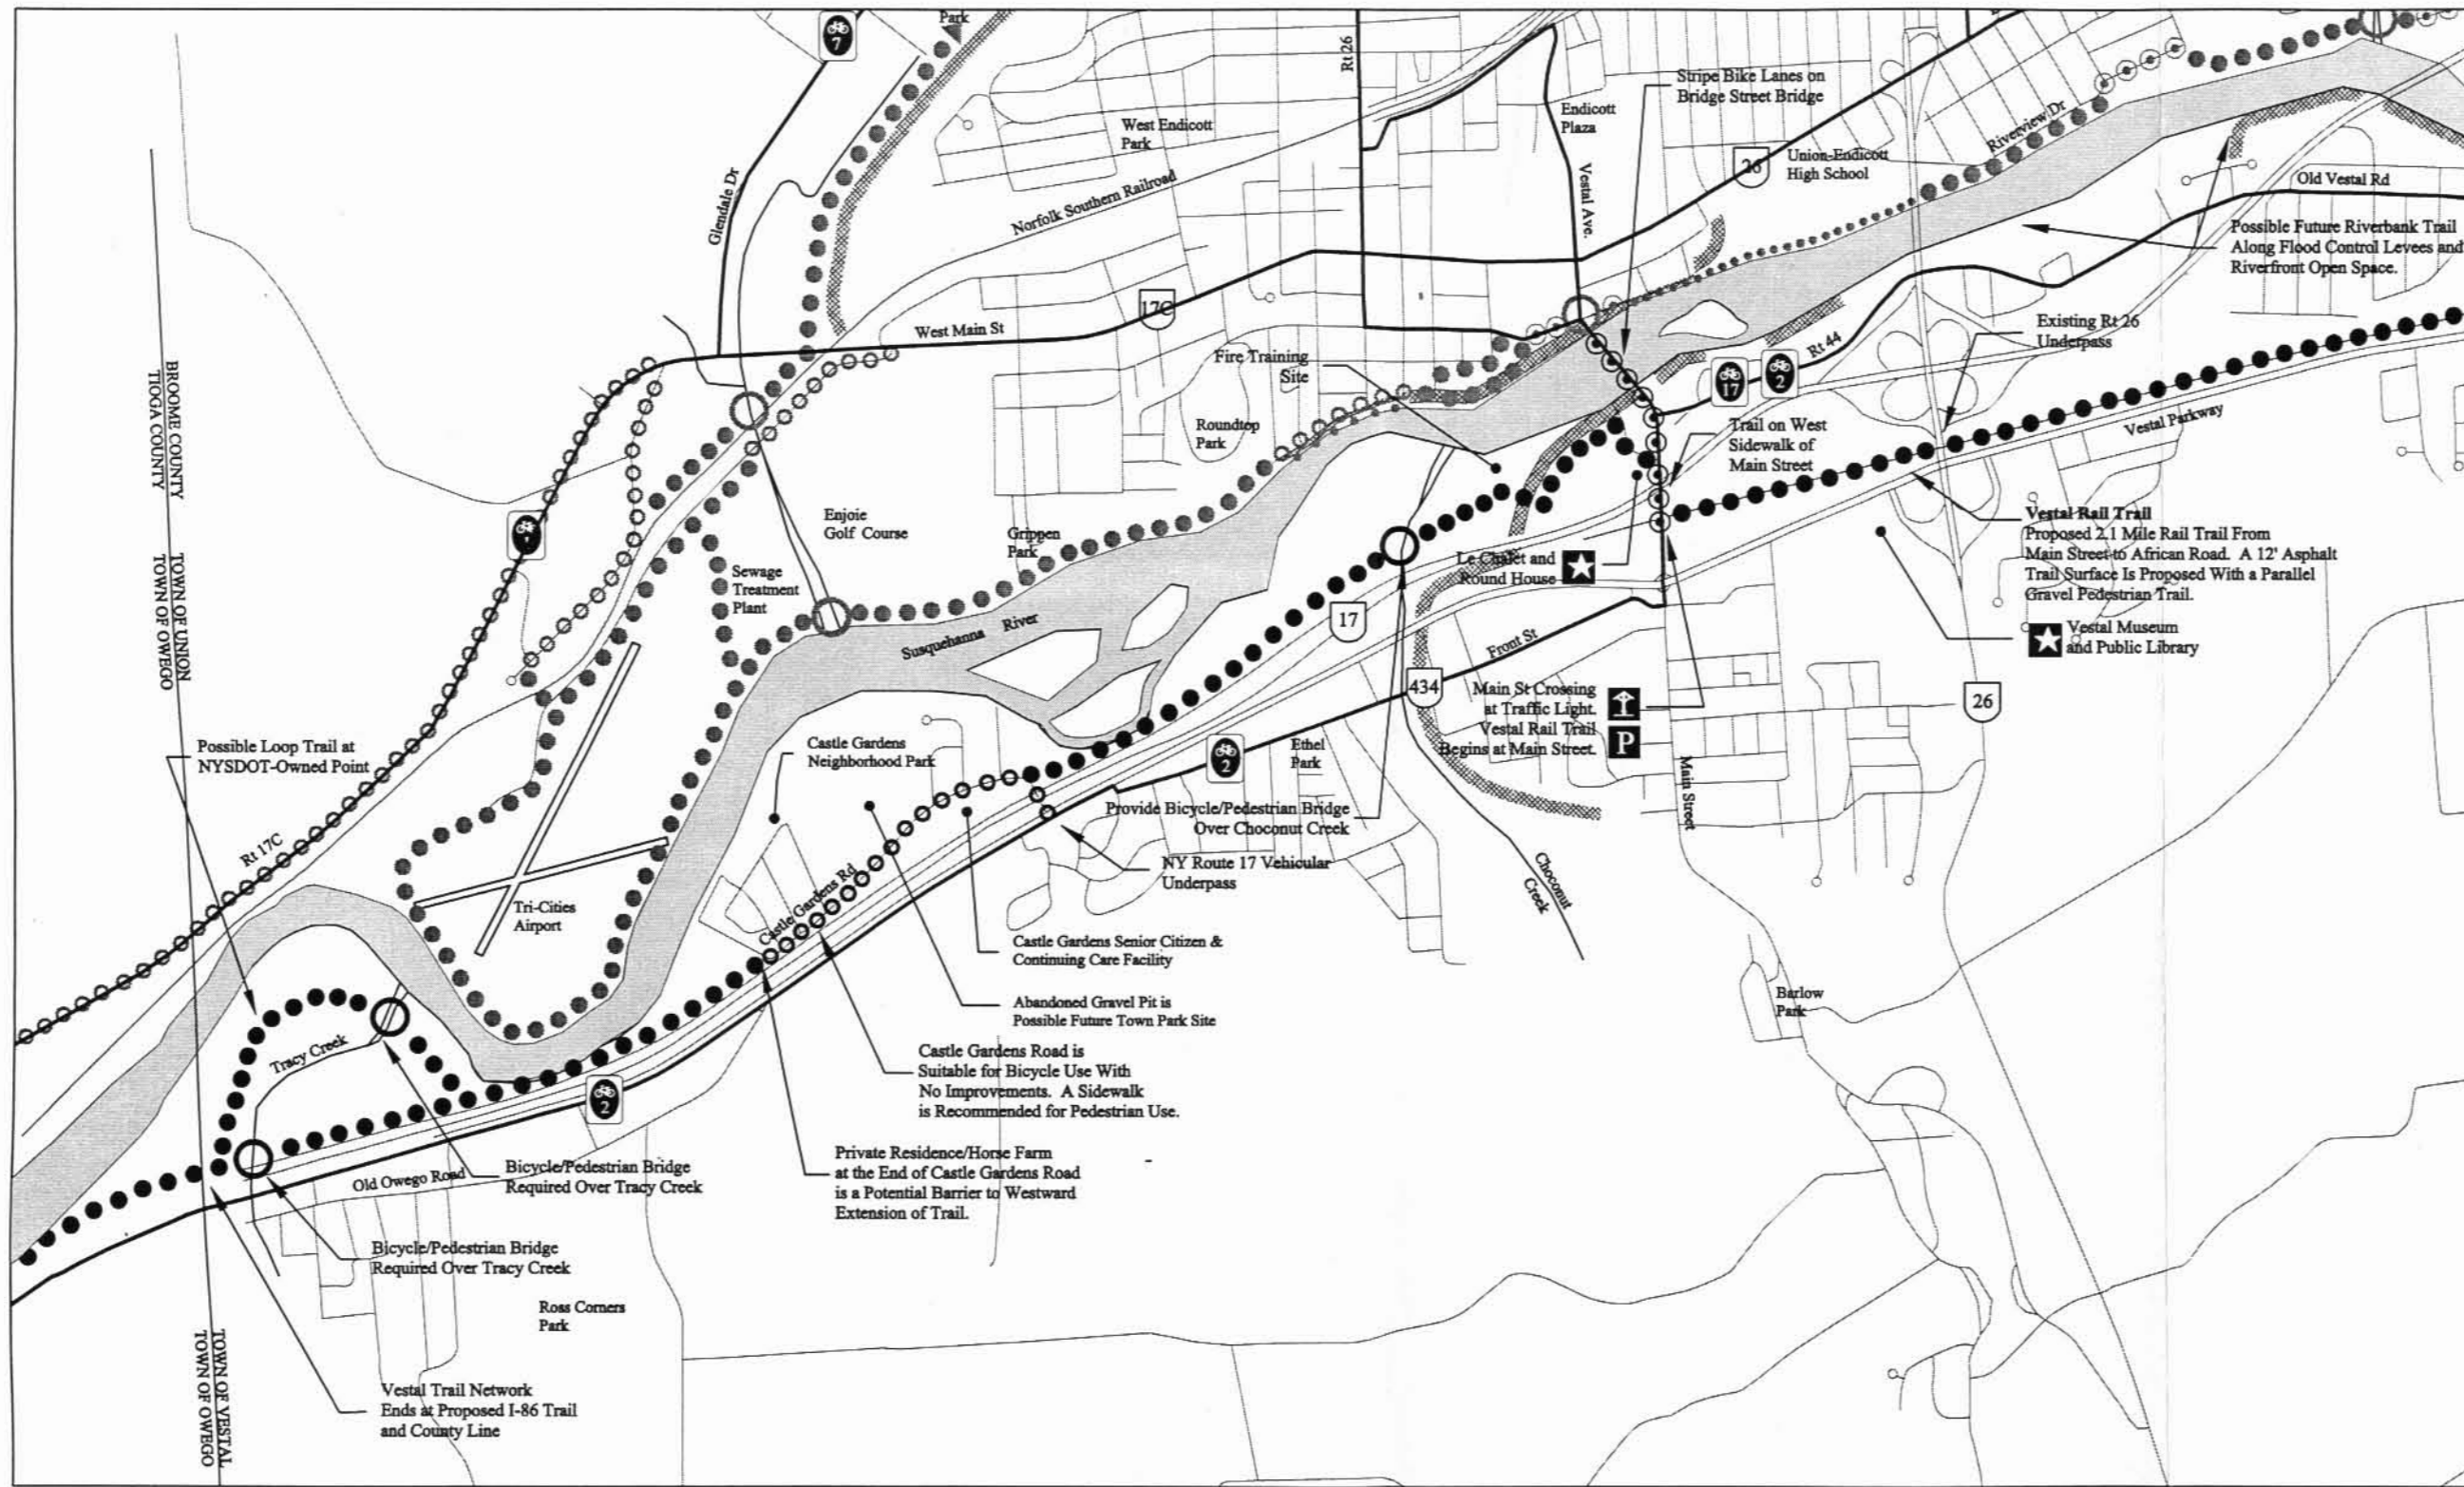 Park
7
Rt 26
Stripe Bike Lanes on
Bridge Street Bridge
Endicott
Plaza
West Endicott
Park
Glendale Dr
Norfolk Southern Railroad
Vestal Ave.
26
Union-Endicott
High School
Riverview Dr
Old Vestal Rd
Possible Future Riverbank Trail
Along Flood Control Levees and
Riverfront Open Space.
17C
West Main St
Existing Rt 26
Underpass
Fire Training
Site
Rt 44
17
2
Roundtop
Park
Trail on West
Sidewalk of
Main Street
Vestal Parkway
BROOME COUNTY
TIOGA COUNTY
Enjoie
Golf Course
Grippen
Park
Vestal Rail Trail
Proposed 2.1 Mile Rail Trail From
Main Street to African Road. A 12' Asphalt
Trail Surface Is Proposed With a Parallel
Gravel Pedestrian Trail.
Le Chalet and
Round House
Sewage
Treatment
Plant
TOWN OF UNION
TOWN OF OWEGO
17
Susquehanna River
Front St
Vestal Museum
and Public Library
434
26
Main St Crossing
at Traffic Light.
Vestal Rail Trail
Begins at Main Street.
P
Possible Loop Trail at
NYSDOT-Owned Point
Castle Gardens
Neighborhood Park
2
Ethel
Park
Main Street
Provide Bicycle/Pedestrian Bridge
Over Choconut Creek
Rt 17C
NY Route 17 Vehicular
Underpass
Choconut
Creek
Castle Gardens Rd
Tri-Cities
Airport
Castle Gardens Senior Citizen &
Continuing Care Facility
Abandoned Gravel Pit is
Possible Future Town Park Site
Barlow
Park
Tracy Creek
Castle Gardens Road is
Suitable for Bicycle Use With
No Improvements. A Sidewalk
is Recommended for Pedestrian Use.
2
Private Residence/Horse Farm
at the End of Castle Gardens Road
is a Potential Barrier to Westward
Extension of Trail.
Old Owego Road
Bicycle/Pedestrian Bridge
Required Over Tracy Creek
Bicycle/Pedestrian Bridge
Required Over Tracy Creek
Ross Corners
Park
TOWN OF VESTAL
TOWN OF OWEGO
Vestal Trail Network
Ends at Proposed I-86 Trail
and County Line